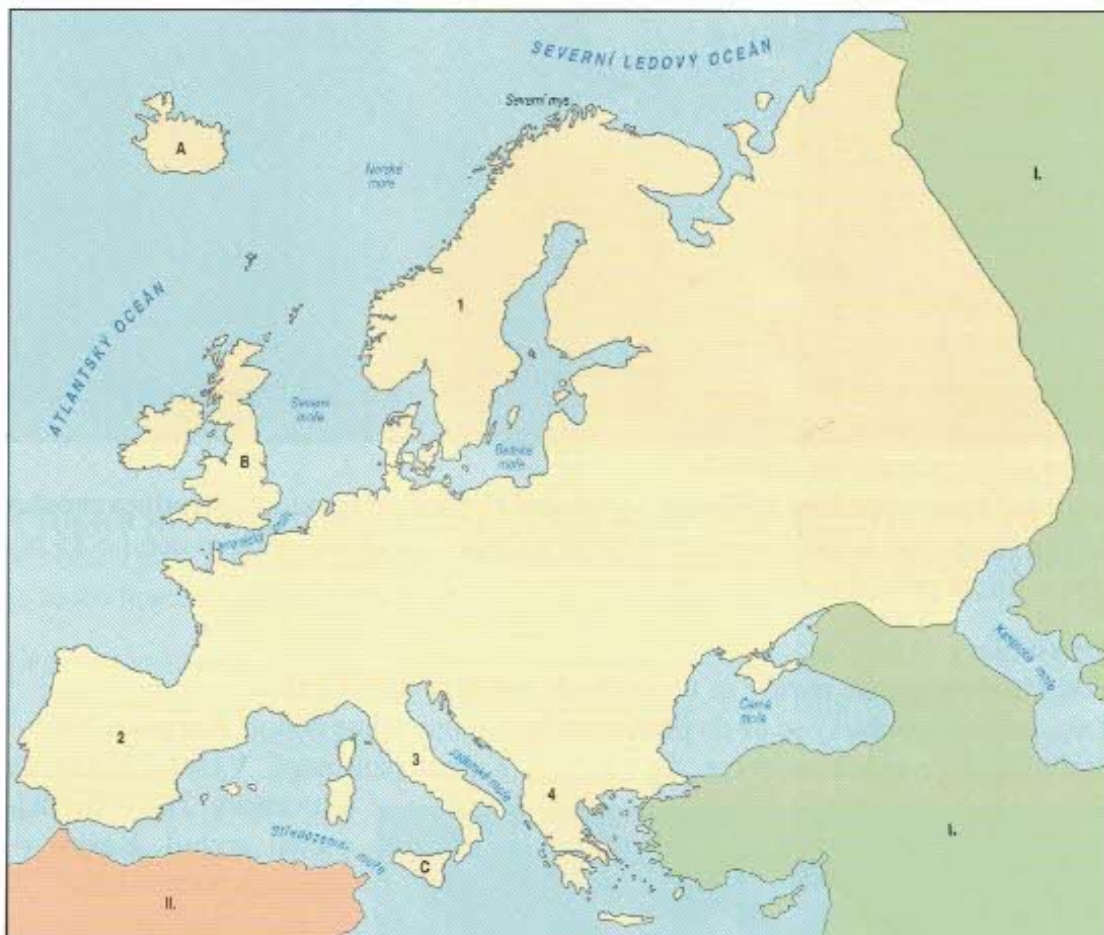 SEVERNÍ LEDOVÝ OCEÁN
Severní mys
A
I.
Norské
moře
ATLANTSKÝ OCEÁN
1
4
Severní
moře
B
Baltské
moře
Kaspické moře
Černé
moře
2
3
Jaderské moře
4
Středozemní moře
C
I.
II.